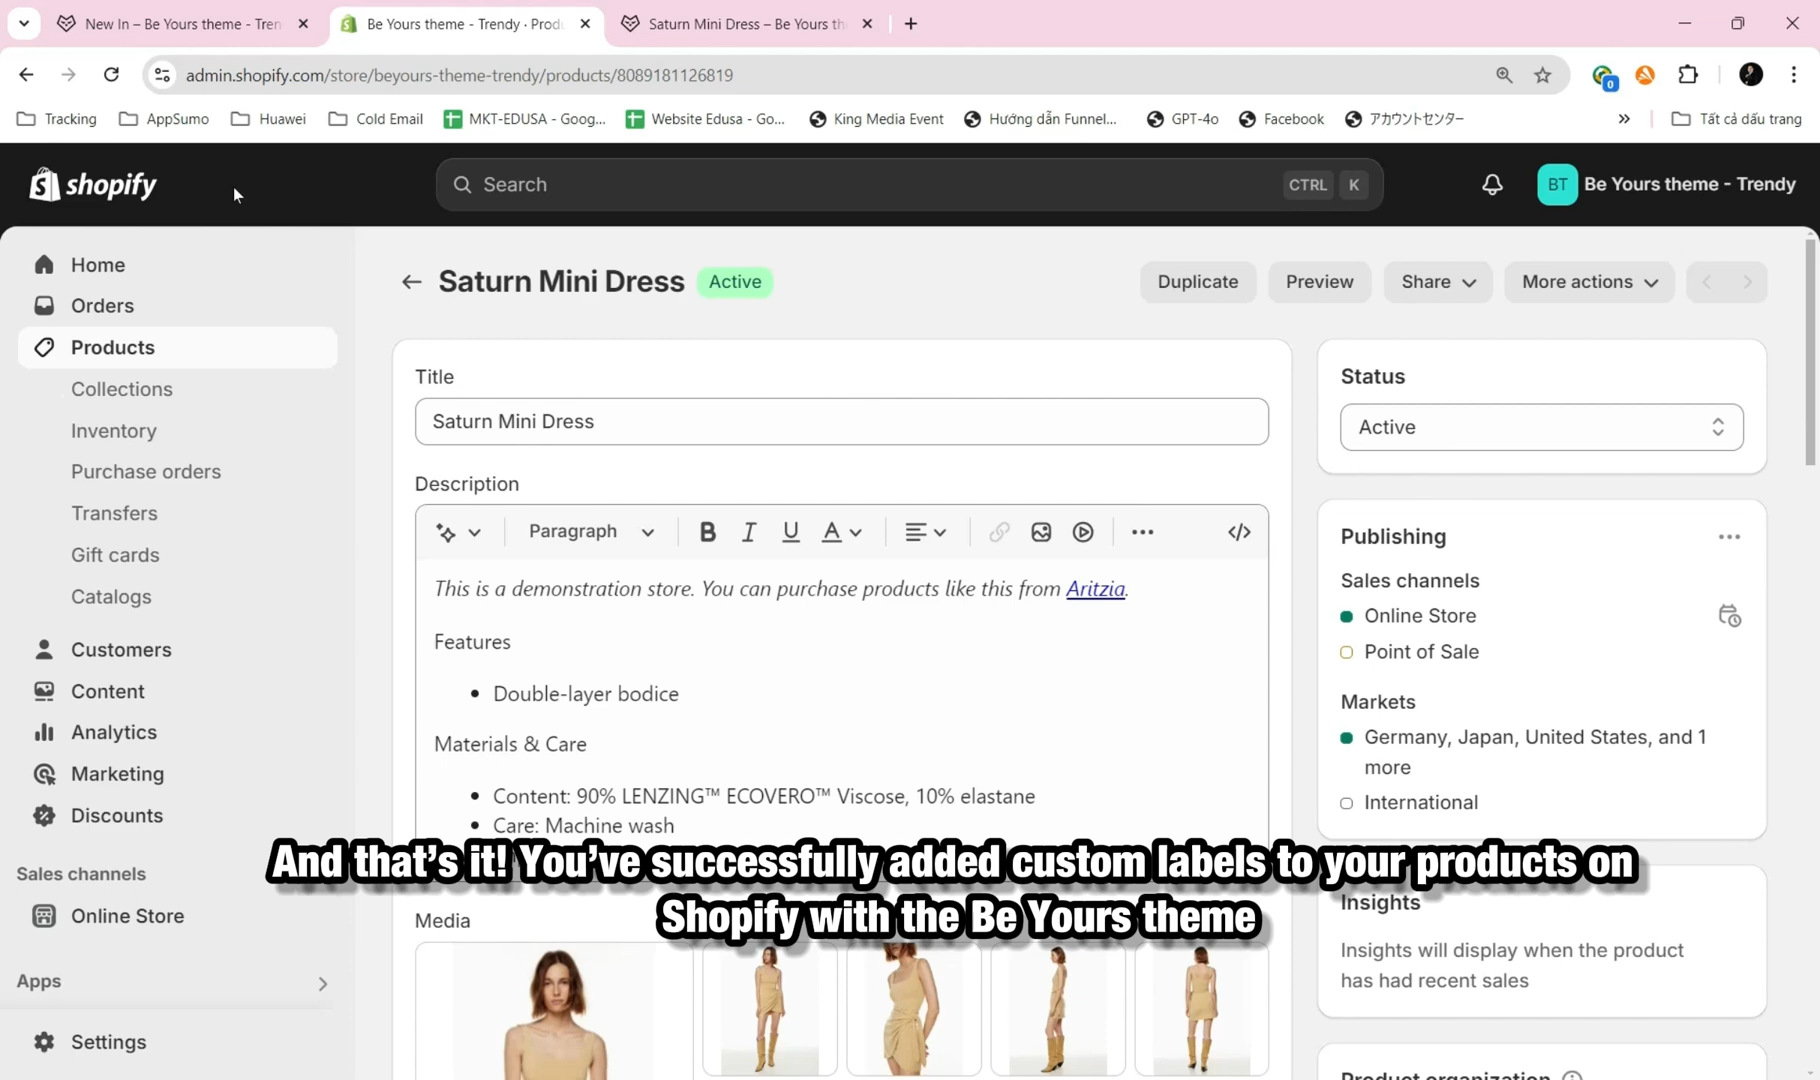 New In – Be Yours theme - Tren
Be Yours theme - Trendy · Produ
Saturn Mini Dress – Be Yours th
admin.shopify.com/store/beyours-theme-trendy/products/8089181126819
0
Tracking
AppSumo
Huawei
Cold Email
MKT-EDUSA - Goog...
Website Edusa - Go...
King Media Event
Hướng dẫn Funnel...
GPT-4o
Facebook
アカウントセンター
Tất cả dấu trang
shopify
Search
CTRL K
BT
Be Yours theme - Trendy
Home
Orders
Products
Collections
Inventory
Purchase orders
Transfers
Gift cards
Catalogs
Customers
Content
Analytics
Marketing
Discounts
Sales channels
Online Store
Apps
Settings
Saturn Mini Dress
Active
Duplicate
Preview
Share
More actions
Title
Saturn Mini Dress
Description
Paragraph
B I U A
This is a demonstration store. You can purchase products like this from Aritzia.
Features
• Double-layer bodice
Materials & Care
• Content: 90% LENZING™ ECOVERO™ Viscose, 10% elastane
• Care: Machine wash
And that's it! You've successfully added custom labels to your products on
Shopify with the Be Yours theme
Media
Status
Active
Publishing
Sales channels
Online Store
Point of Sale
Markets
Germany, Japan, United States, and 1
more
International
Insights
Insights will display when the product
has had recent sales
Product organization